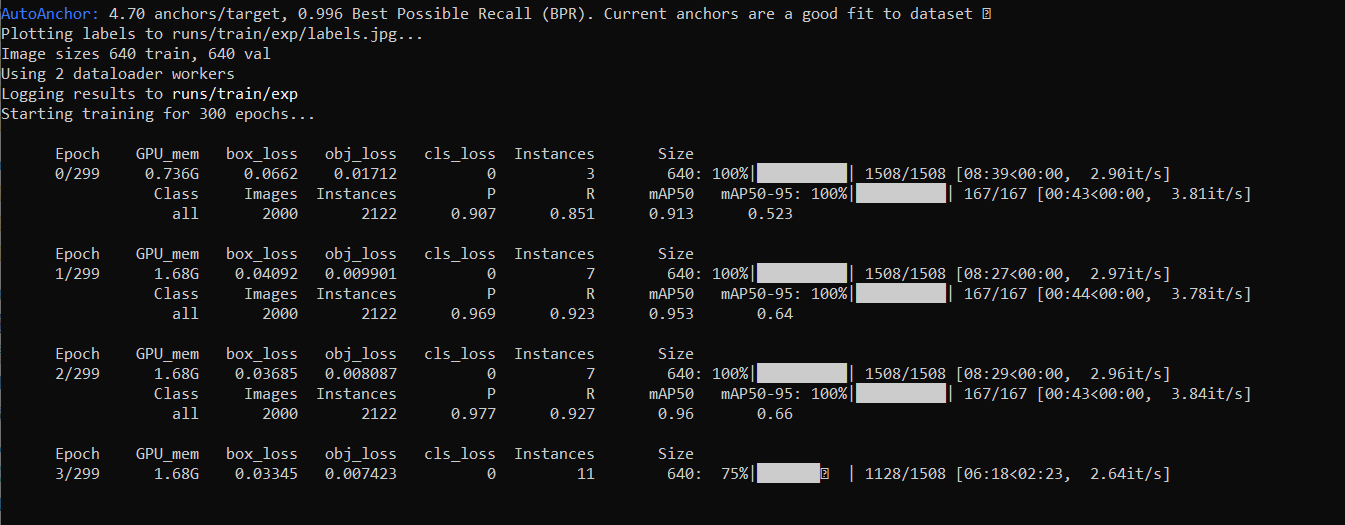 AutoAnchor: 4.70 anchors/target, 0.996 Best Possible Recall (BPR). Current anchors are a good fit to dataset
Plotting labels to runs/train/exp/labels.jpg...
Image sizes 640 train, 640 val
Using 2 dataloader workers
Logging results to runs/train/exp
Starting training for 300 epochs...
Epoch GPU_mem box_loss obj_loss cls_loss Instances Size
0/299 0.736G 0.0662 0.01712 0 3 640: 100%|██████████| 1508/1508 [08:39<00:00, 2.90it/s]
Class Images Instances P R mAP50 mAP50-95: 100%|██████████| 167/167 [00:43<00:00, 3.81it/s]
all 2000 2122 0.907 0.851 0.913 0.523
Epoch GPU_mem box_loss obj_loss cls_loss Instances Size
1/299 1.68G 0.04092 0.009901 0 7 640: 100%|██████████| 1508/1508 [08:27<00:00, 2.97it/s]
Class Images Instances P R mAP50 mAP50-95: 100%|██████████| 167/167 [00:44<00:00, 3.78it/s]
all 2000 2122 0.969 0.923 0.953 0.64
Epoch GPU_mem box_loss obj_loss cls_loss Instances Size
2/299 1.68G 0.03685 0.008087 0 7 640: 100%|██████████| 1508/1508 [08:29<00:00, 2.96it/s]
Class Images Instances P R mAP50 mAP50-95: 100%|██████████| 167/167 [00:43<00:00, 3.84it/s]
all 2000 2122 0.977 0.927 0.96 0.66
Epoch GPU_mem box_loss obj_loss cls_loss Instances Size
3/299 1.68G 0.03345 0.007423 0 11 640: 75%|███████ | 1128/1508 [06:18<02:23, 2.64it/s]